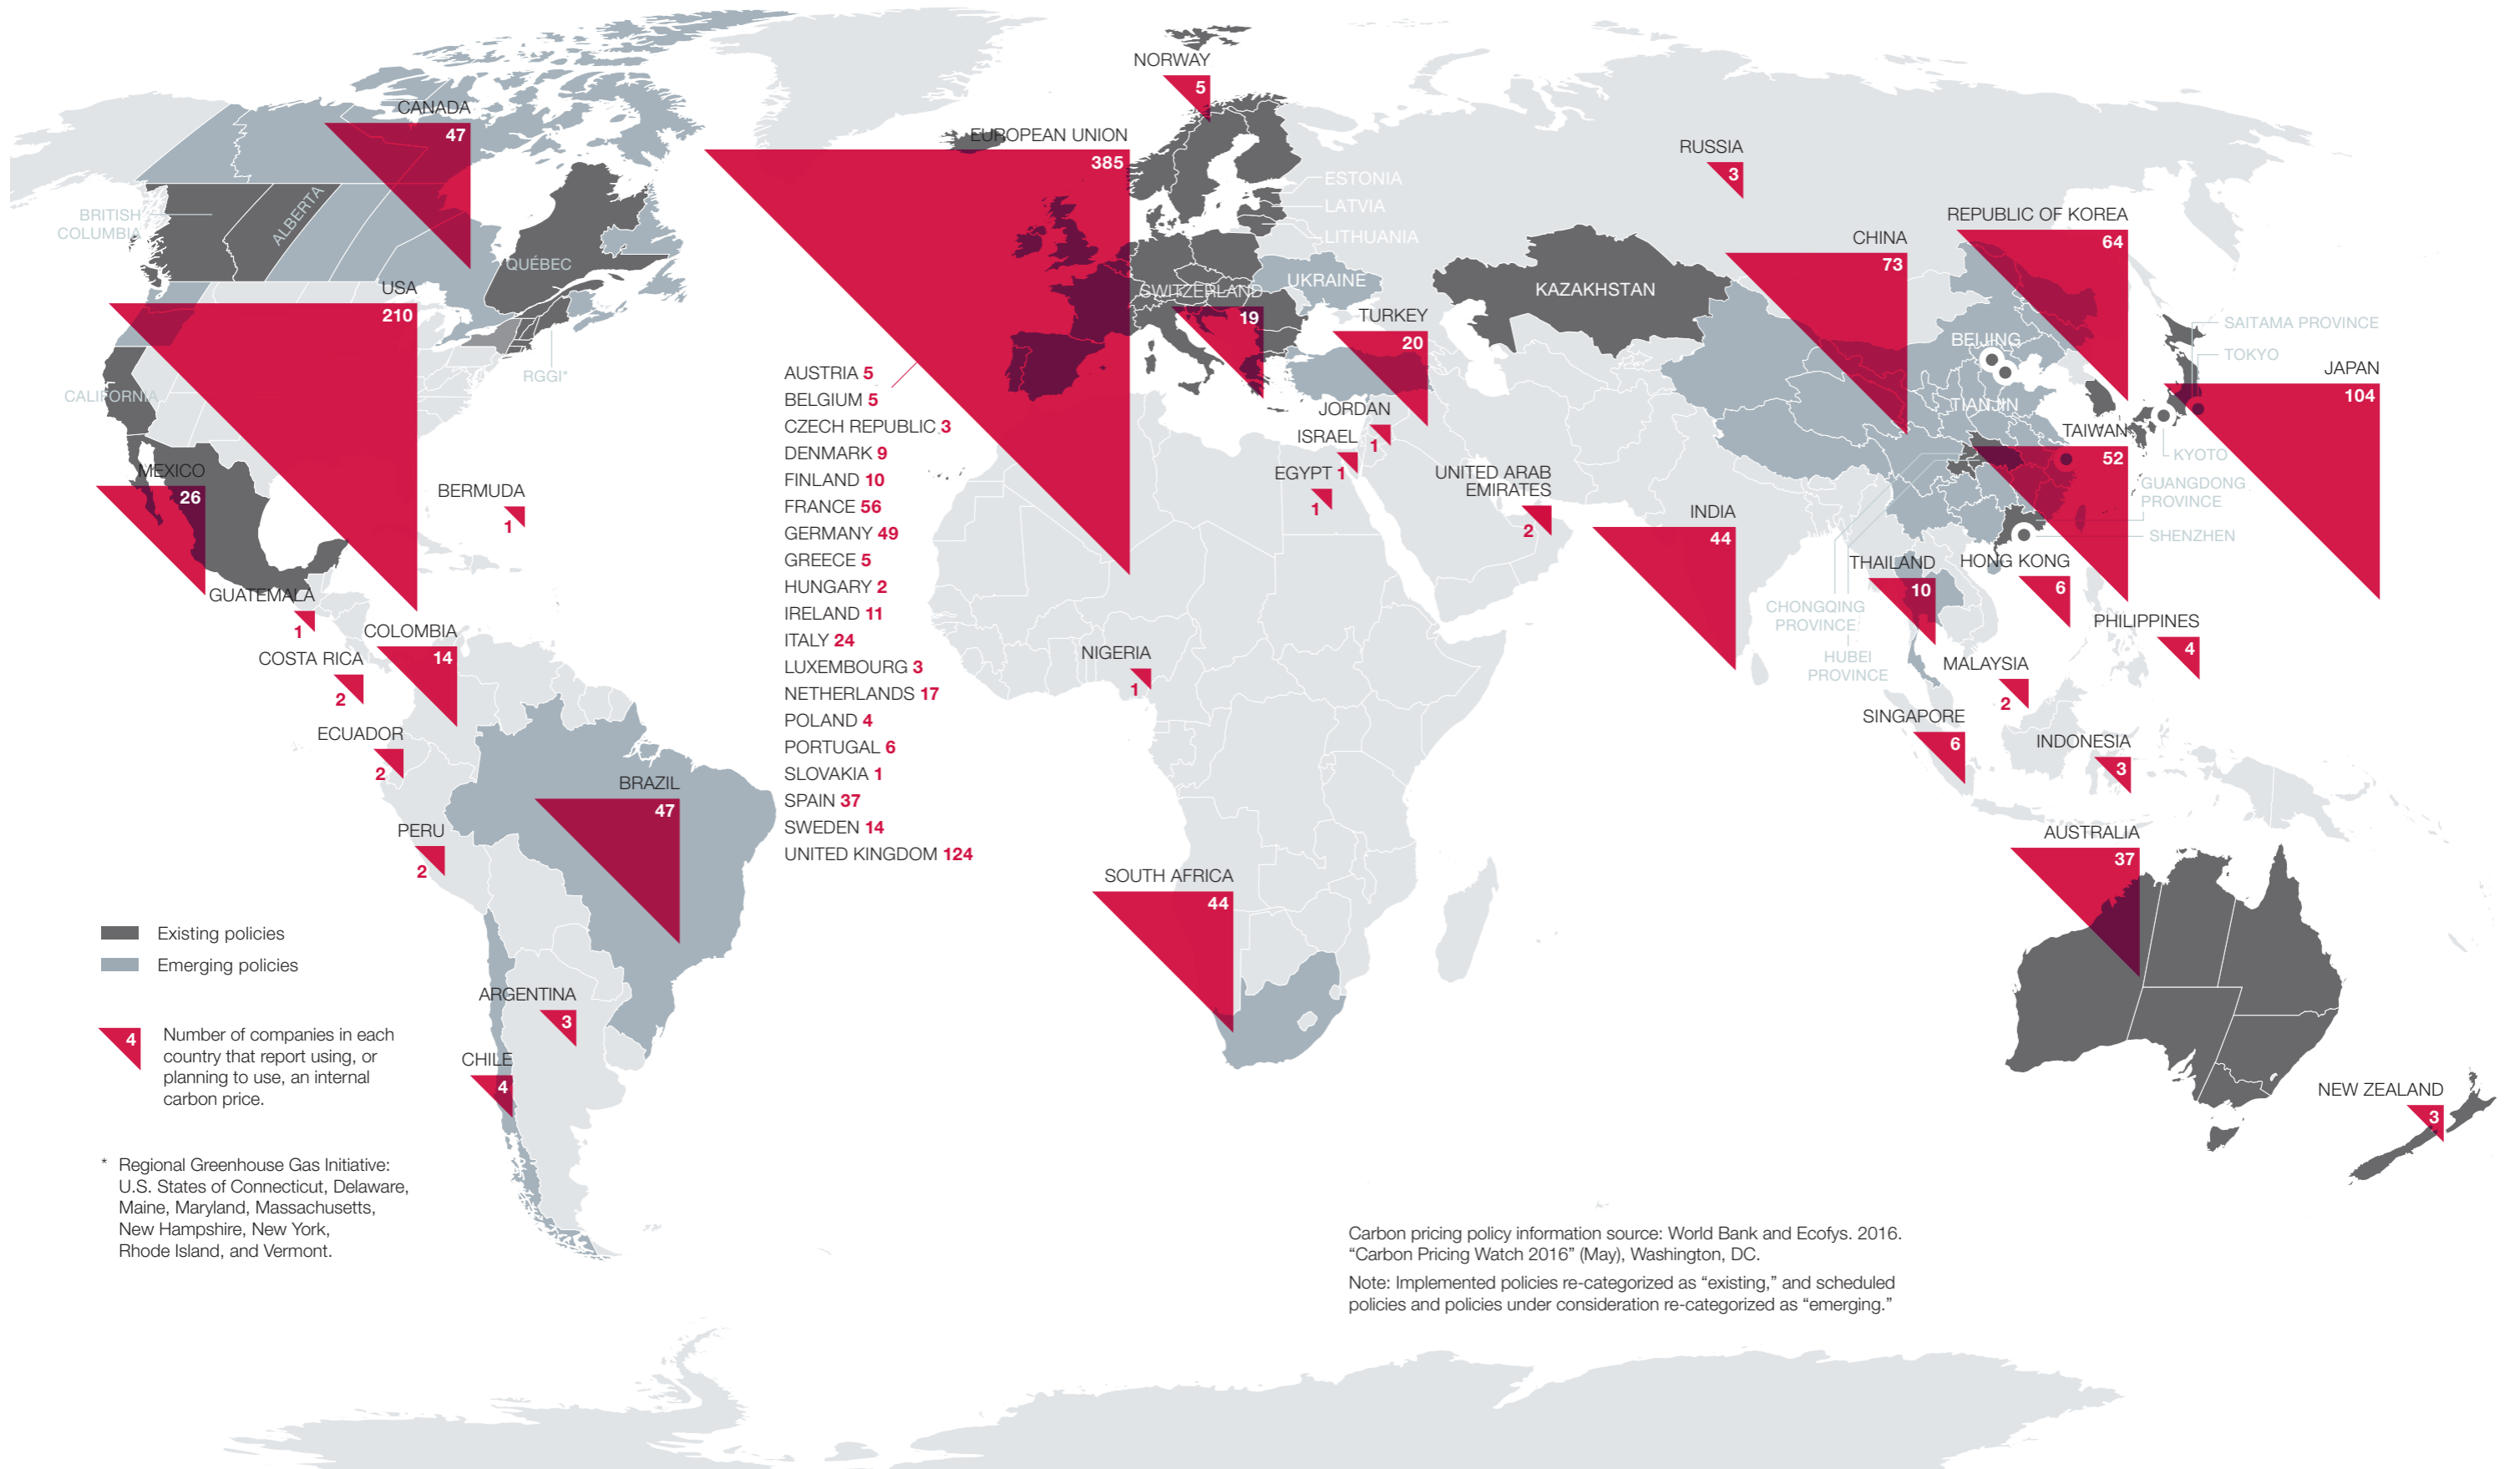 NORWAY
5
CANADA
47
EUROPEAN UNION
385
RUSSIA
3
ESTONIA
LATVIA
LITHUANIA
BRITISH
COLUMBIA
ALBERTA
QUÉBEC
REPUBLIC OF KOREA
64
CHINA
73
UKRAINE
KAZAKHSTAN
SWITZERLAND
19
USA
210
TURKEY
20
SAITAMA PROVINCE
TOKYO
BEIJING
JAPAN
104
RGGI*
CALIFORNIA
TIANJIN
AUSTRIA 5
BELGIUM 5
CZECH REPUBLIC 3
DENMARK 9
FINLAND 10
FRANCE 56
GERMANY 49
GREECE 5
HUNGARY 2
IRELAND 11
ITALY 24
LUXEMBOURG 3
NETHERLANDS 17
POLAND 4
PORTUGAL 6
SLOVAKIA 1
SPAIN 37
SWEDEN 14
UNITED KINGDOM 124
JORDAN
1
ISRAEL
EGYPT 1
1
TAIWAN
52
KYOTO
GUANGDONG
PROVINCE
SHENZHEN
MEXICO
26
BERMUDA
1
UNITED ARAB
EMIRATES
2
INDIA
44
THAILAND
10
HONG KONG
6
CHONGQING
PROVINCE
HUBEI
PROVINCE
PHILIPPINES
4
GUATEMALA
1
COLOMBIA
14
COSTA RICA
2
NIGERIA
1
MALAYSIA
2
SINGAPORE
6
INDONESIA
3
ECUADOR
2
BRAZIL
47
PERU
2
AUSTRALIA
37
SOUTH AFRICA
44
Existing policies
Emerging policies
ARGENTINA
3
CHILE
4
4
Number of companies in each
country that report using, or
planning to use, an internal
carbon price.
NEW ZEALAND
3
* Regional Greenhouse Gas Initiative:
U.S. States of Connecticut, Delaware,
Maine, Maryland, Massachusetts,
New Hampshire, New York,
Rhode Island, and Vermont.
Carbon pricing policy information source: World Bank and Ecofys. 2016.
“Carbon Pricing Watch 2016” (May), Washington, DC.
Note: Implemented policies re-categorized as “existing,” and scheduled
policies and policies under consideration re-categorized as “emerging.”